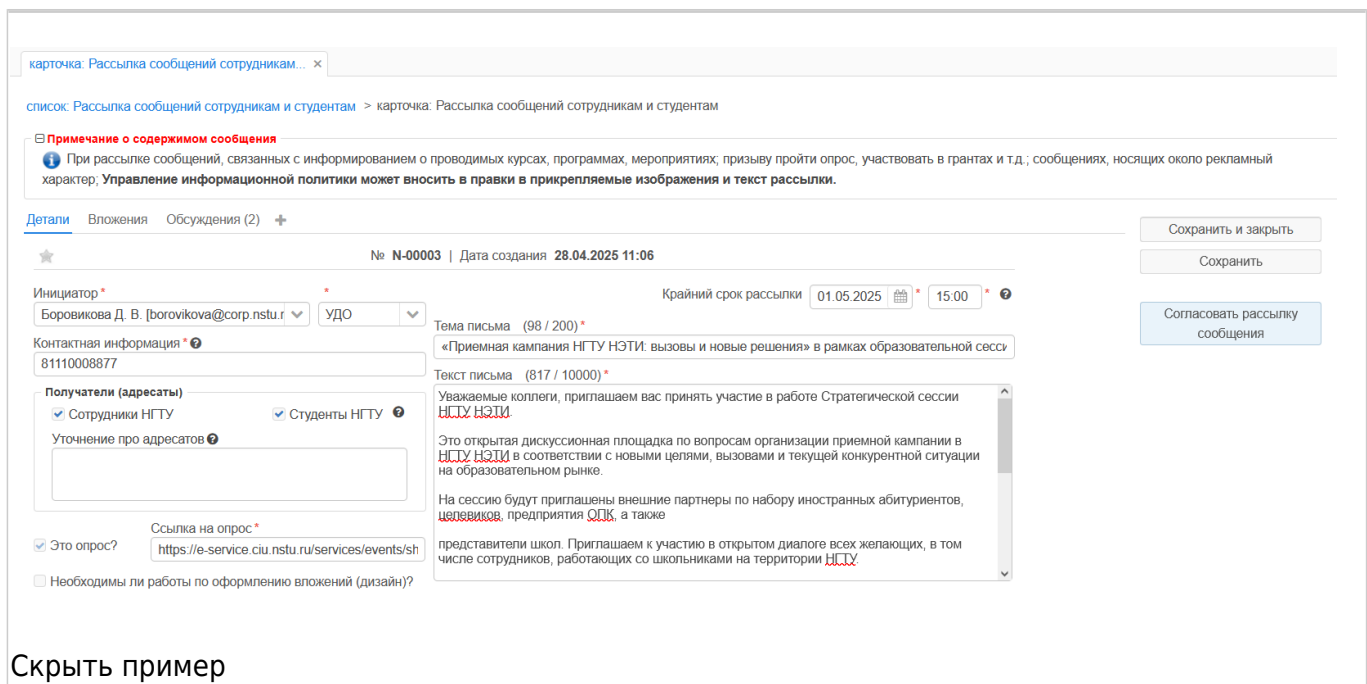 карточка: Рассылка сообщений сотрудникам... ×
список: Рассылка сообщений сотрудникам и студентам > карточка: Рассылка сообщений сотрудникам и студентам
Примечание о содержимом сообщения
При рассылке сообщений, связанных с информированием о проводимых курсах, программах, мероприятиях; призыву пройти опрос, участвовать в грантах и т.д.; сообщениях, носящих около рекламный
характер; Управление информационной политики может вносить в правки в прикрепляемые изображения и текст рассылки.
Детали Вложения Обсуждения (2) +
Сохранить и закрыть
№ N-00003 | Дата создания 28.04.2025 11:06
Сохранить
Инициатор * *
Крайний срок рассылки 01.05.2025 * 15:00 *
Боровикова Д. В. [borovikova@corp.nstu.r УДО
Согласовать рассылку
сообщения
Тема письма (98 / 200) *
Контактная информация *
«Приемная кампания НГТУ НЭТИ: вызовы и новые решения» в рамках образовательной сесси
81110008877
Текст письма (817 / 10000) *
Получатели (адресаты)
Сотрудники НГТУ Студенты НГТУ
Уточнение про адресатов
Уважаемые коллеги, приглашаем вас принять участие в работе Стратегической сессии
НГТУ НЭТИ.
Это открытая дискуссионная площадка по вопросам организации приемной кампании в
НГТУ НЭТИ в соответствии с новыми целями, вызовами и текущей конкурентной ситуации
на образовательном рынке.
На сессию будут приглашены внешние партнеры по набору иностранных абитуриентов,
целевиков, предприятия ОПК, а также
представители школ. Приглашаем к участию в открытом диалоге всех желающих, в том
числе сотрудников, работающих со школьниками на территории НГТУ.
Ссылка на опрос *
Это опрос? https://e-service.ciu.nstu.ru/services/events/sh
Необходимы ли работы по оформлению вложений (дизайн)?
Скрыть пример